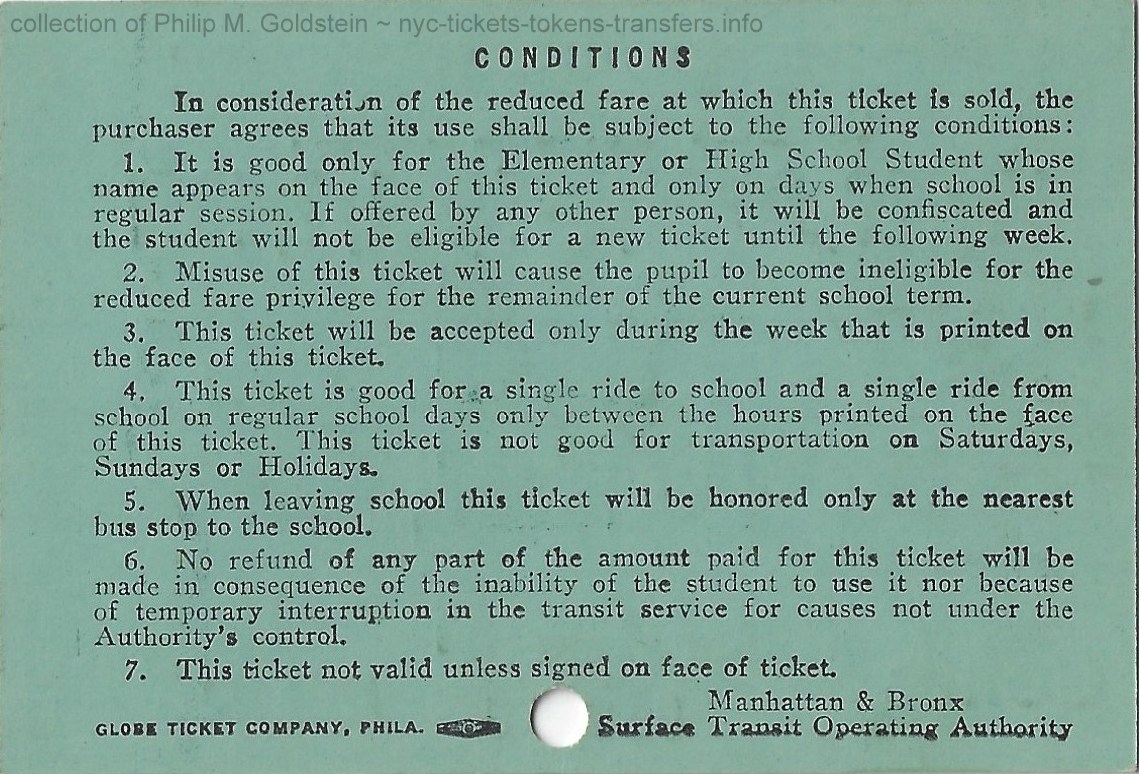 collection of Philip M. Goldstein ~ nyc-tickets-tokens-transfers.info
CONDITIONS
In consideration of the reduced fare at which this ticket is sold, the
purchaser agrees that its use shall be subject to the following conditions:
1. It is good only for the Elementary or High School Student whose
name appears on the face of this ticket and only on days when school is in
regular session. If offered by any other person, it will be confiscated and
the student will not be eligible for a new ticket until the following week.
2. Misuse of this ticket will cause the pupil to become ineligible for the
reduced fare privilege for the remainder of the current school term.
3. This ticket will be accepted only during the week that is printed on
the face of this ticket.
4. This ticket is good for a single ride to school and a single ride from
school on regular school days only between the hours printed on the face
of this ticket. This ticket is not good for transportation on Saturdays,
Sundays or Holidays.
5. When leaving school this ticket will be honored only at the nearest
bus stop to the school.
6. No refund of any part of the amount paid for this ticket will be
made in consequence of the inability of the student to use it nor because
of temporary interruption in the transit service for causes not under the
Authority's control.
7. This ticket not valid unless signed on face of ticket.
Manhattan & Bronx
GLOBE TICKET COMPANY, PHILA. Surface Transit Operating Authority